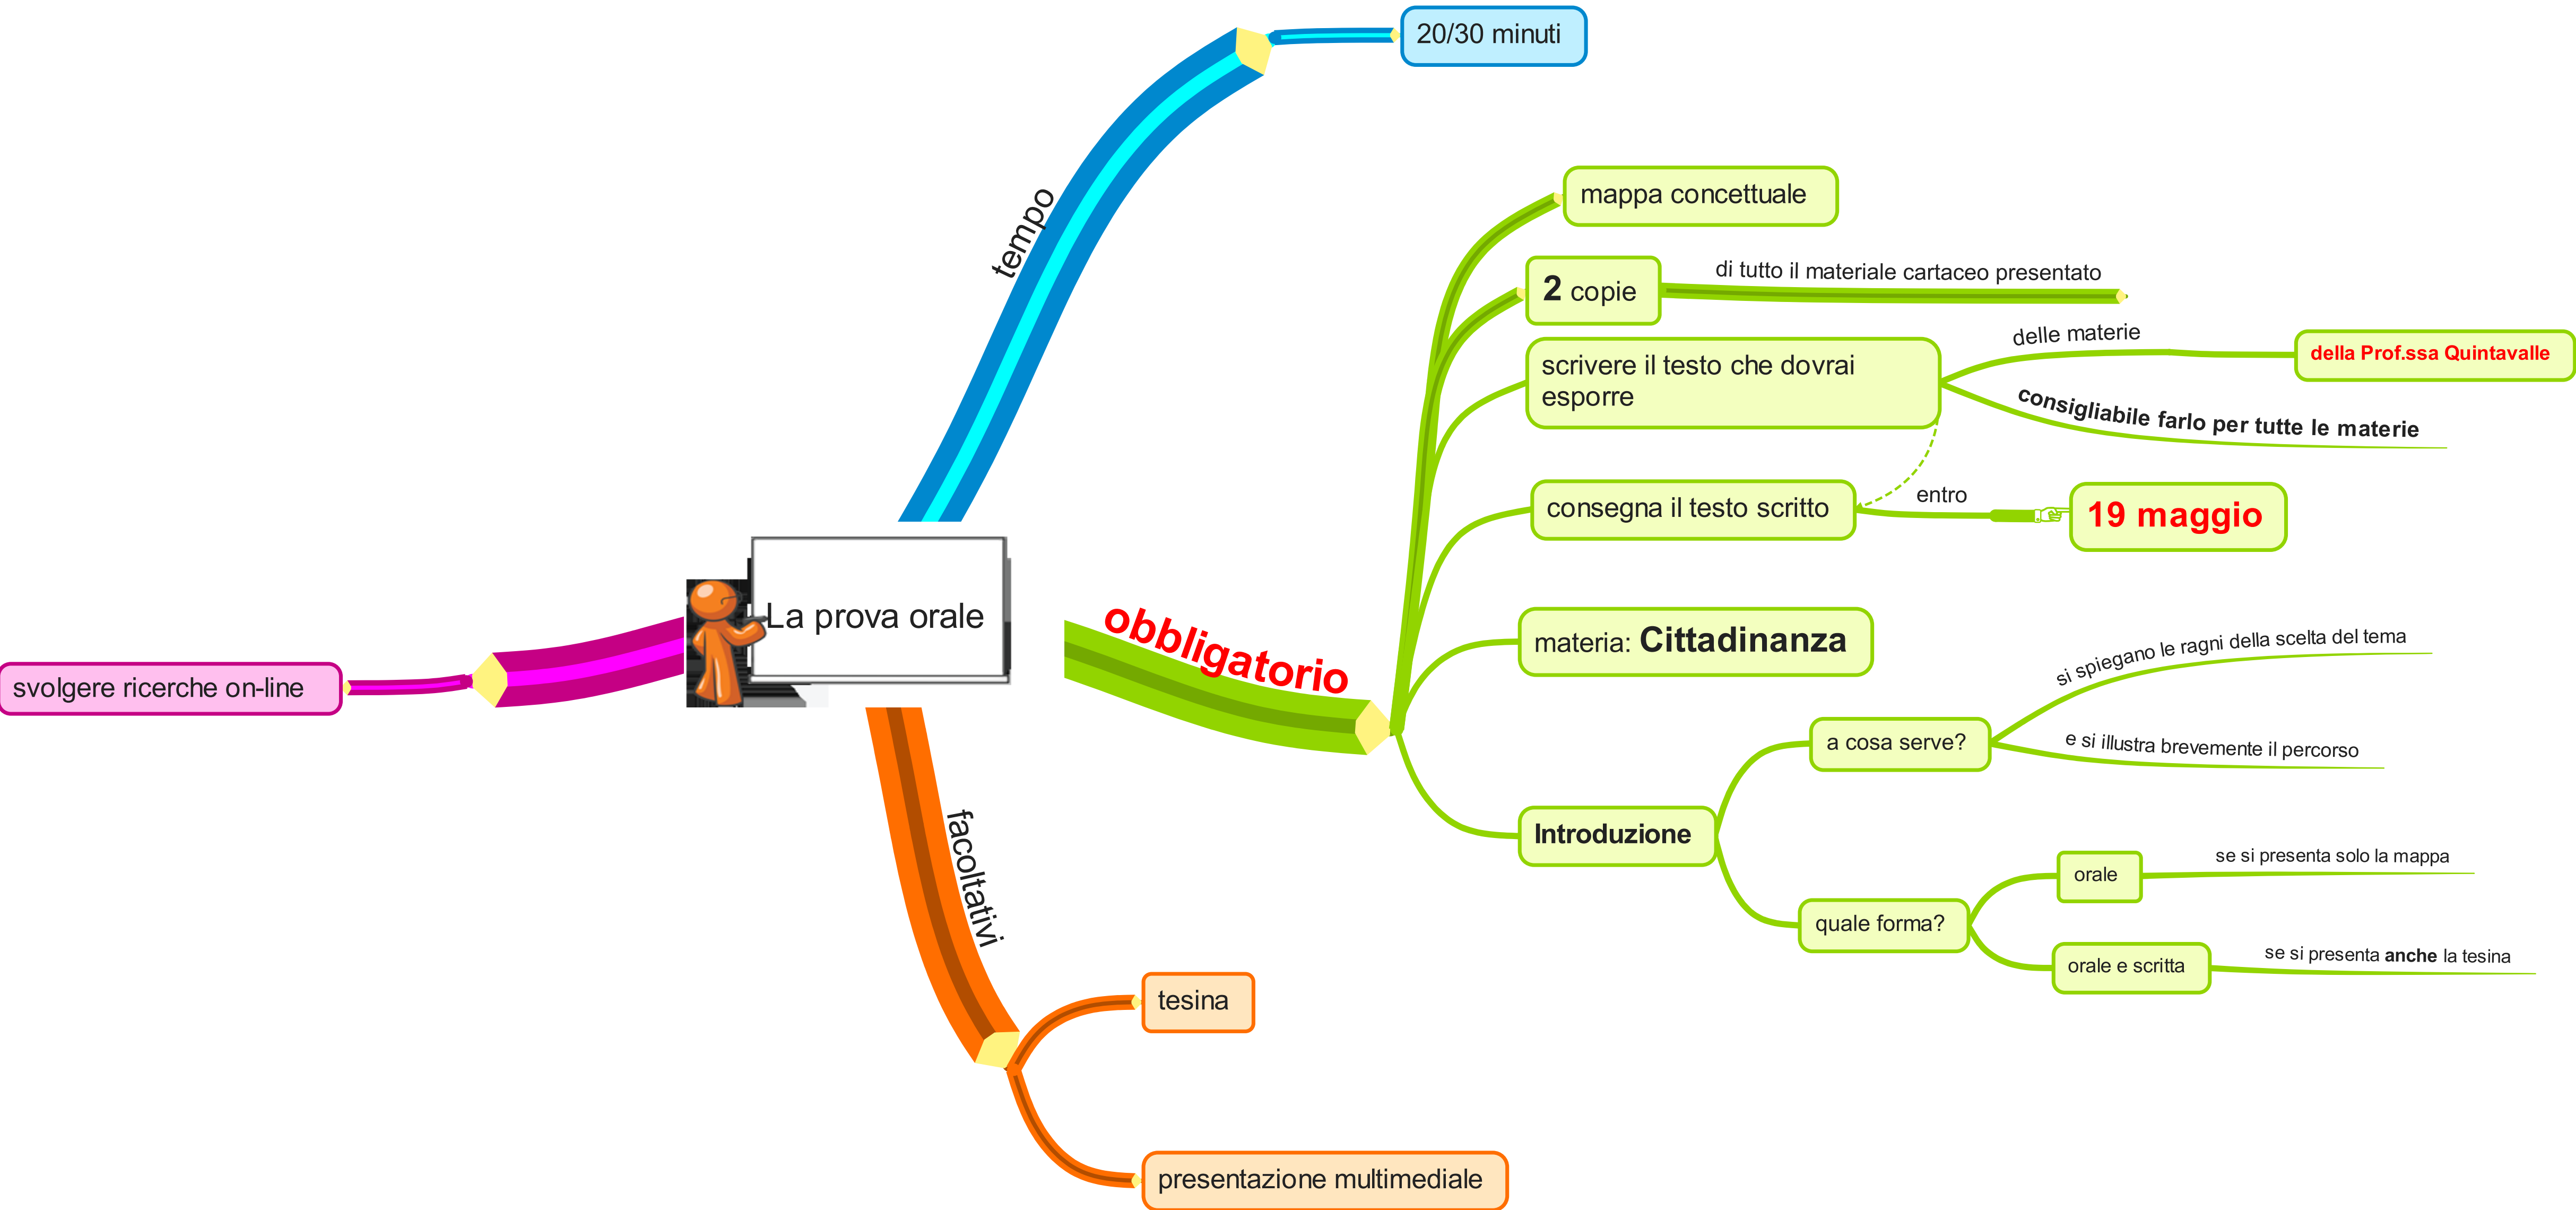 20/30 minuti
tempo
mappa concettuale
2 copie
di tutto il materiale cartaceo presentato
scrivere il testo che dovrai
esporre
delle materie
della Prof.ssa Quintavalle
consigliabile farlo per tutte le materie
consegna il testo scritto
entro
19 maggio
La prova orale
obbligatorio
materia: Cittadinanza
svolgere ricerche on-line
Introduzione
a cosa serve?
si spiegano le ragni della scelta del tema
e si illustra brevemente il percorso
quale forma?
orale
se si presenta solo la mappa
orale e scritta
se si presenta anche la tesina
facoltativi
tesina
presentazione multimediale